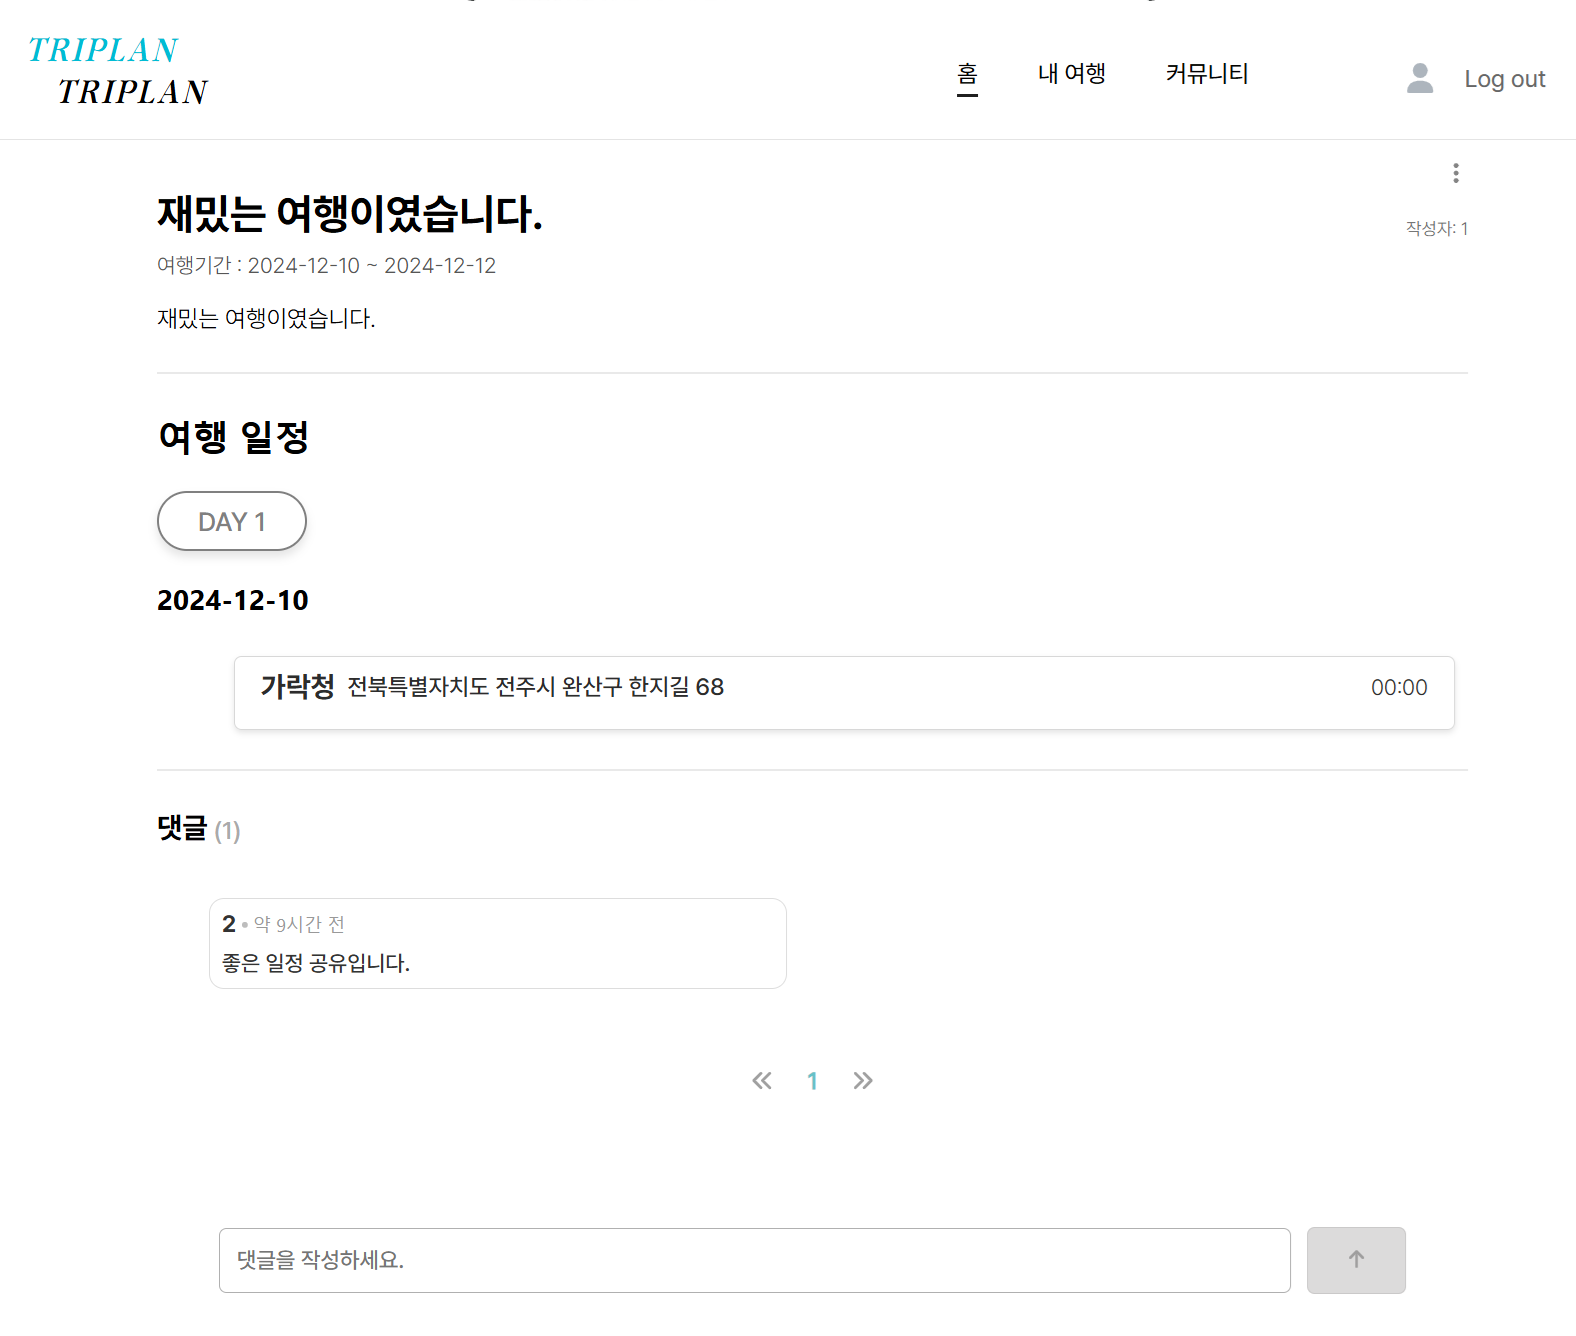 TRIPLAN
TRIPLAN
홈 내 여행 커뮤니티 Log out
재밌는 여행이였습니다.
작성자: 1
여행기간 : 2024-12-10 ~ 2024-12-12
재밌는 여행이였습니다.
여행 일정
DAY 1
2024-12-10
가락청 전북특별자치도 전주시 완산구 한지길 68 00:00
댓글 (1)
2 • 약 9시간 전
좋은 일정 공유입니다.
« 1 »
댓글을 작성하세요.